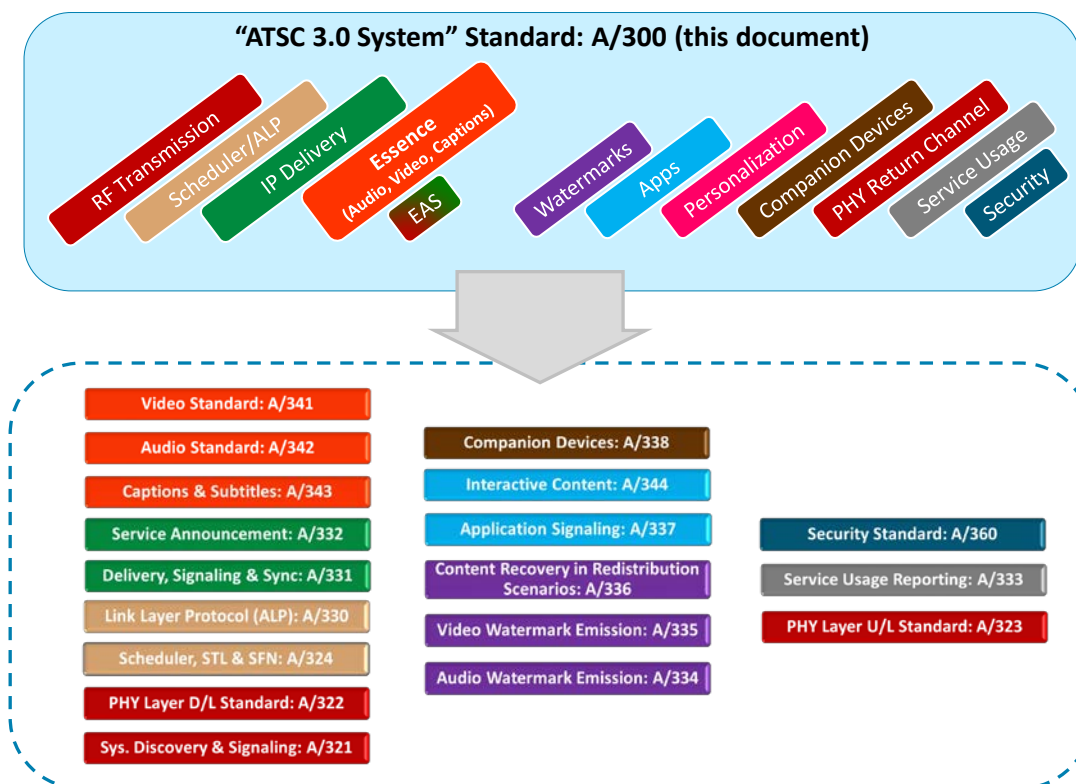 “ATSC 3.0 System” Standard: A/300 (this document)
RF Transmission
Scheduler/ALP
IP Delivery
Essence
(Audio, Video, Captions)
EAS
Watermarks
Apps
Personalization
Companion Devices
PHY Return Channel
Service Usage
Security
Video Standard: A/341
Audio Standard: A/342
Captions & Subtitles: A/343
Service Announcement: A/332
Delivery, Signaling & Sync: A/331
Link Layer Protocol (ALP): A/330
Scheduler, STL & SFN: A/324
PHY Layer D/L Standard: A/322
Sys. Discovery & Signaling: A/321
Companion Devices: A/338
Interactive Content: A/344
Application Signaling: A/337
Content Recovery in Redistribution
Scenarios: A/336
Video Watermark Emission: A/335
Audio Watermark Emission: A/334
Security Standard: A/360
Service Usage Reporting: A/333
PHY Layer U/L Standard: A/323